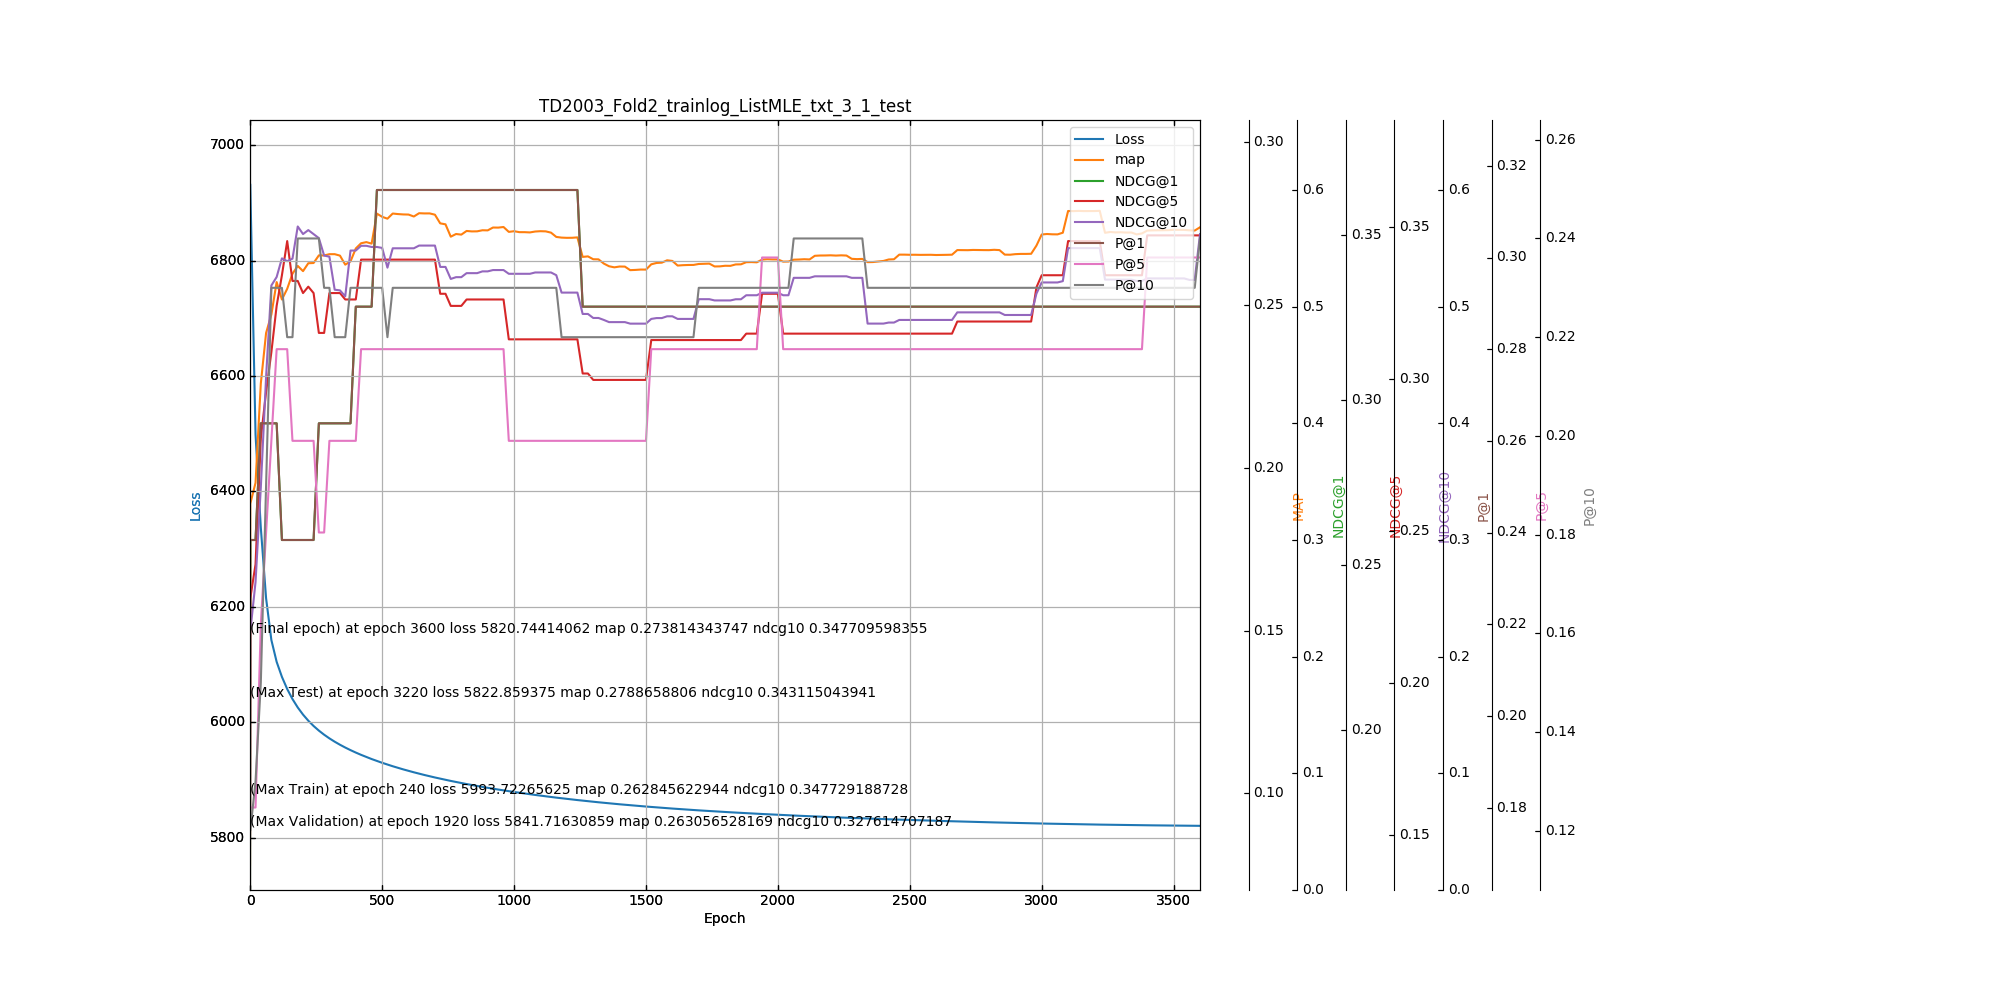 TD2003_Fold2_trainlog_ListMLE_txt_3_1_test
Loss
map
NDCG@1
NDCG@5
NDCG@10
P@1
P@5
P@10
7000
6800
6600
6400
6200
6000
5800
Loss
(Final epoch) at epoch 3600 loss 5820.74414062 map 0.273814343747 ndcg10 0.347709598355
(Max Test) at epoch 3220 loss 5822.859375 map 0.2788658806 ndcg10 0.343115043941
(Max Train) at epoch 240 loss 5993.72265625 map 0.262845622944 ndcg10 0.347729188728
(Max Validation) at epoch 1920 loss 5841.71630859 map 0.263056528169 ndcg10 0.327614707187
0 500 1000 1500 2000 2500 3000 3500
Epoch
0.30
0.25
0.20
0.15
0.10
MAP
0.6
0.5
0.4
0.3
0.2
0.1
0.0
NDCG@1
0.35
0.30
0.25
0.20
NDCG@5
0.35
0.30
0.25
0.20
0.15
NDCG@10
0.6
0.5
0.4
0.3
0.2
0.1
0.0
P@1
0.32
0.30
0.28
0.26
0.24
0.22
0.20
0.18
P@5
0.26
0.24
0.22
0.20
0.18
0.16
0.14
0.12
P@10